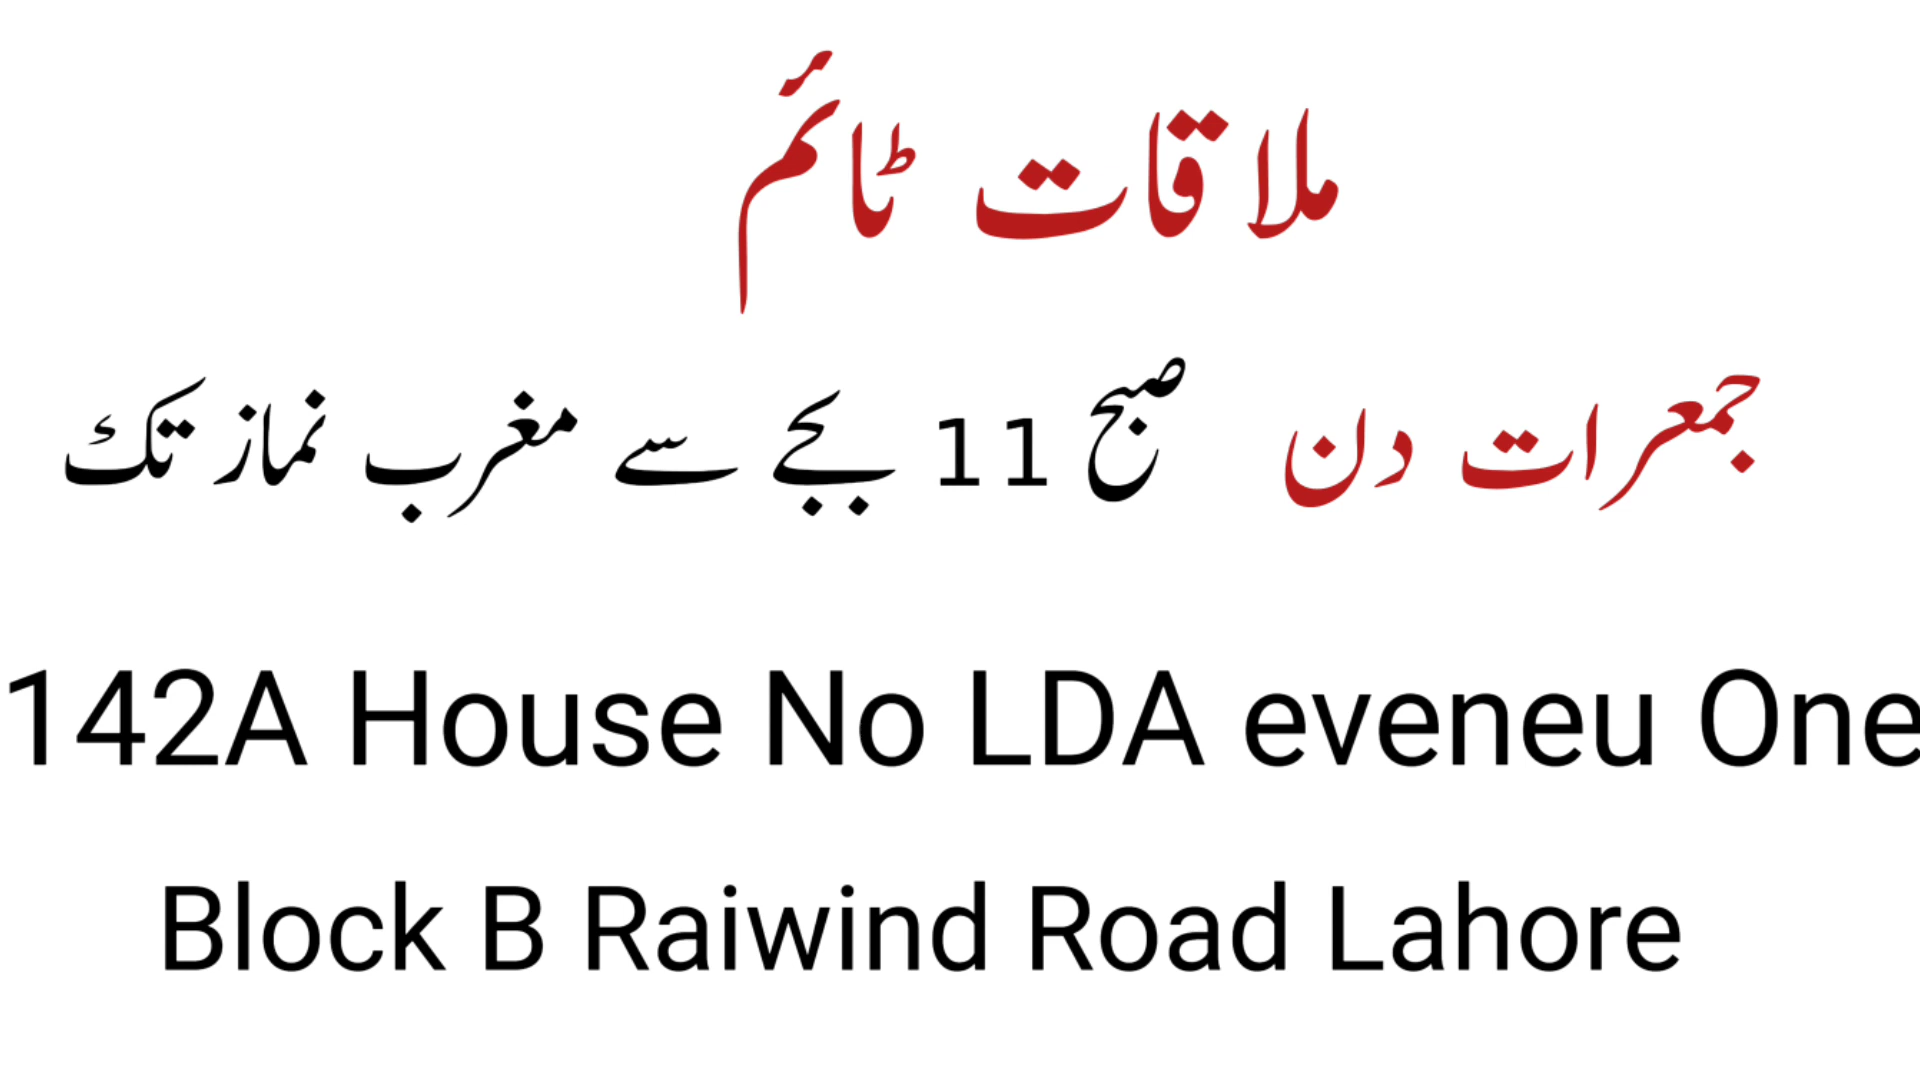 ملاقات ٹائم
جمعرات دن صبح 11 بجے سے مغرب نماز تک
142A House No LDA eveneu One
Block B Raiwind Road Lahore